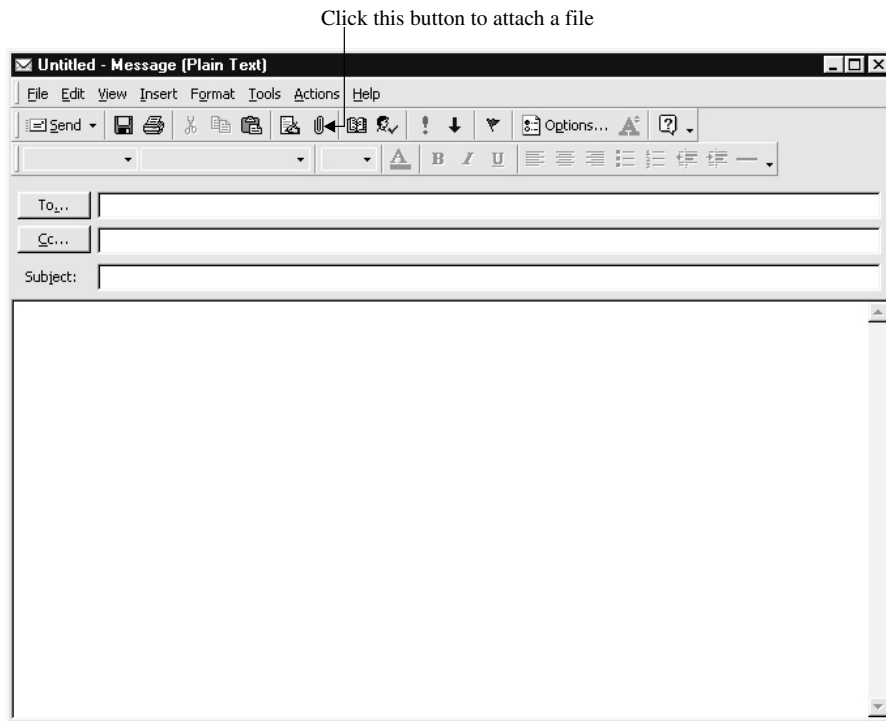 Click this button to attach a file
Untitled - Message (Plain Text)
File Edit View Insert Format Tools Actions Help
Send Options...
A B I U
To...
Cc...
Subject: